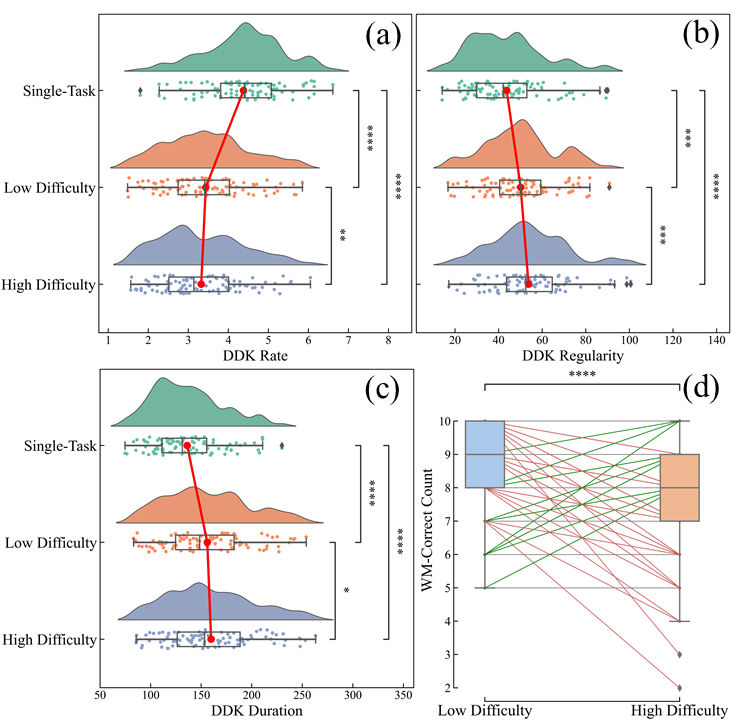 (a)
Single-Task
Low Difficulty
High Difficulty
****
****
**
1 2 3 4 5 6 7 8
DDK Rate
(b)
***
****
***
20 40 60 80 100 120 140
DDK Regularity
(c)
Single-Task
Low Difficulty
High Difficulty
****
****
*
50 100 150 200 250 300 350
DDK Duration
****
(d)
WM-Correct Count
10
9
8
7
6
5
4
3
2
Low Difficulty High Difficulty